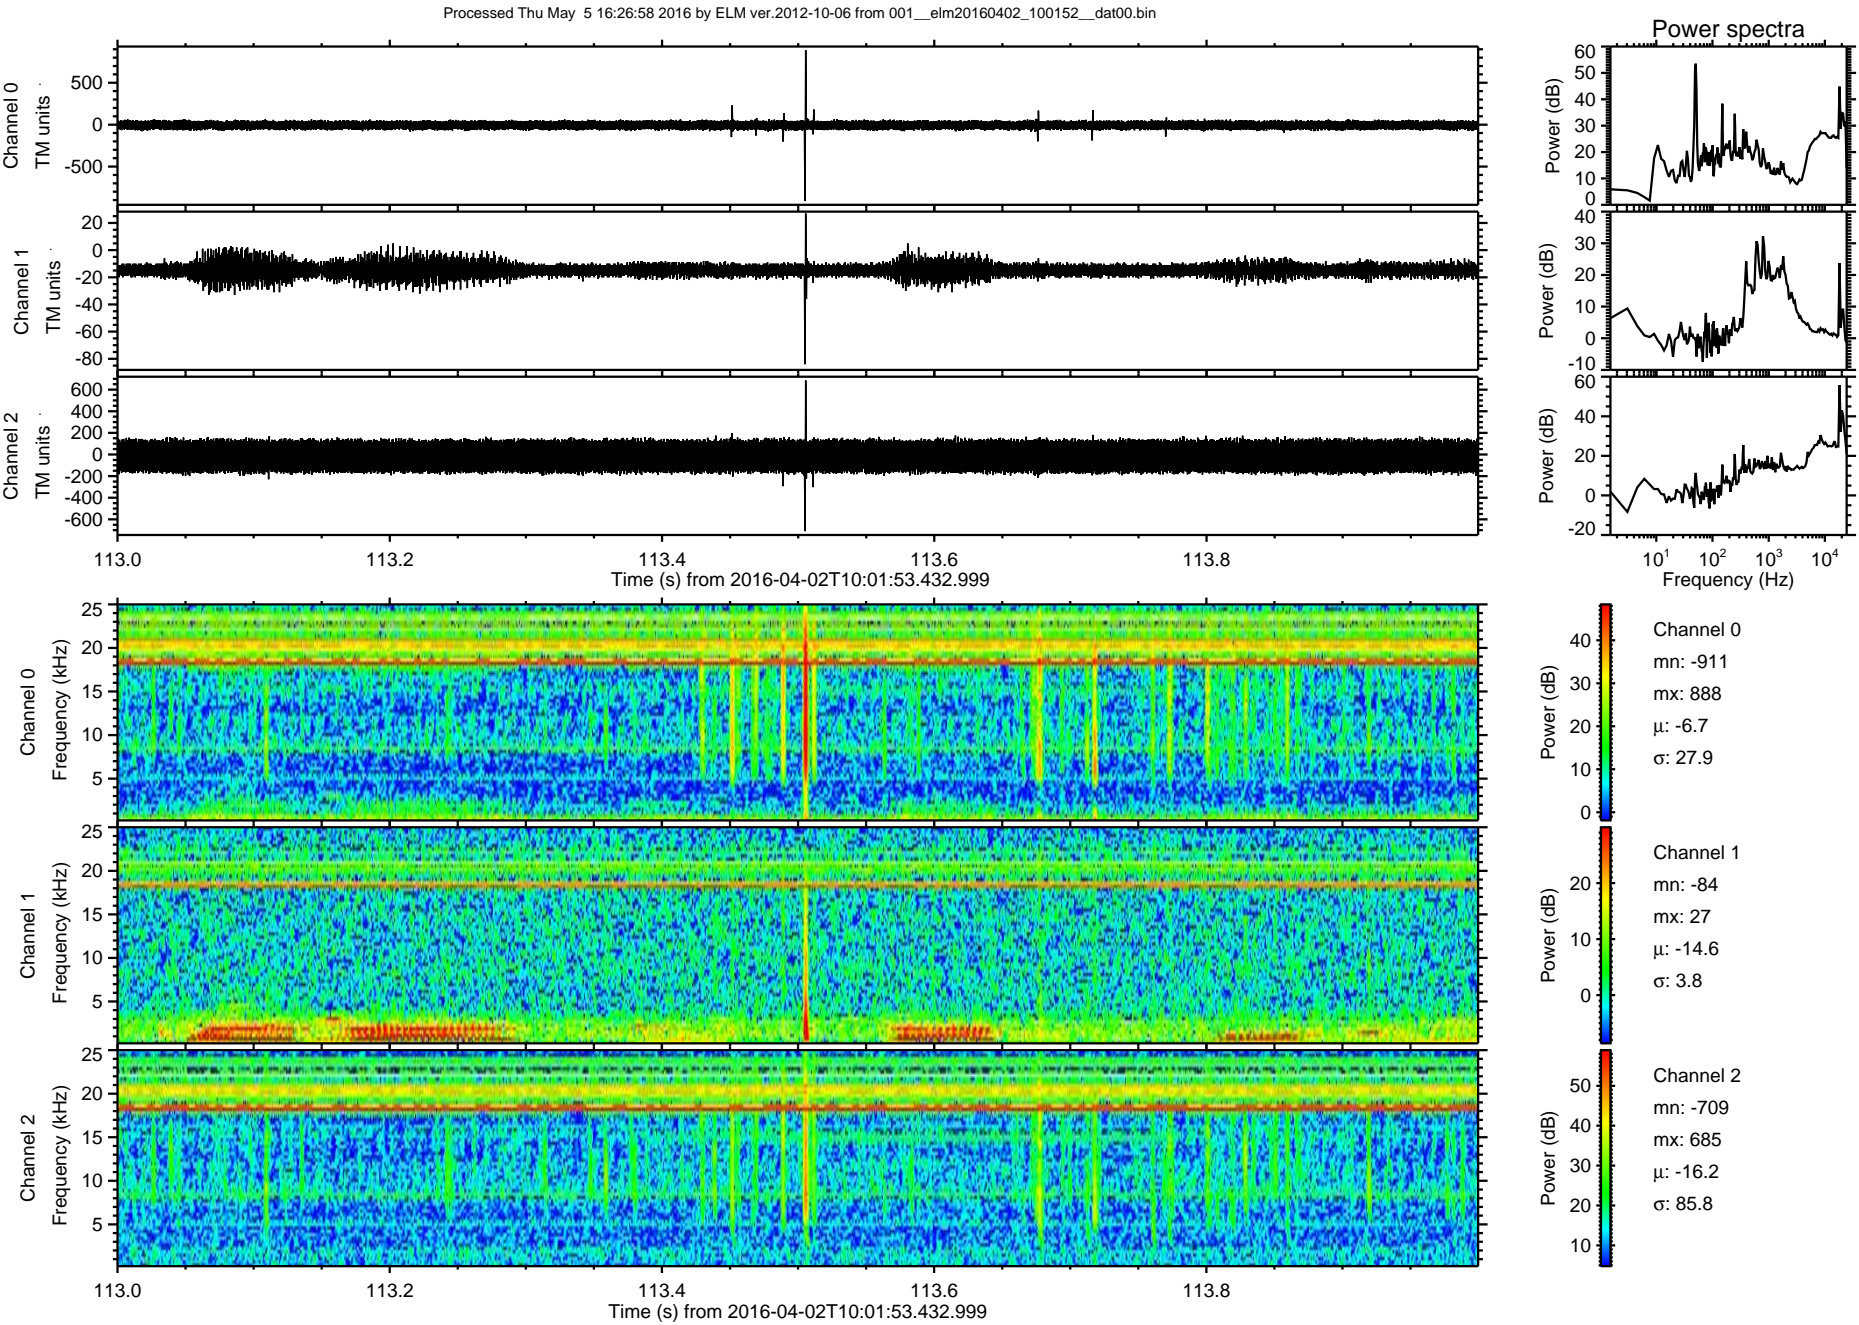 Processed Thu May  5 16:26:58 2016 by ELM ver.2012-10-06 from 001__elm20160402_100152__dat00.bin
Power spectra
Channel 0
TM units
500
0
-500
Power (dB)
60
50
40
30
20
10
0
Channel 1
TM units
20
0
-20
-40
-60
-80
Power (dB)
40
30
20
10
0
-10
Channel 2
TM units
600
400
200
0
-200
-400
-600
Power (dB)
60
40
20
0
-20
113.0 113.2 113.4 113.6 113.8
Time (s) from 2016-04-02T10:01:53.432.999
10¹ 10² 10³ 10⁴
Frequency (Hz)
Channel 0
Frequency (kHz)
25
20
15
10
5
Power (dB)
40
30
20
10
0
Channel 0
mn: -911
mx: 888
μ: -6.7
σ: 27.9
Channel 1
Frequency (kHz)
25
20
15
10
5
Power (dB)
20
10
0
Channel 1
mn: -84
mx: 27
μ: -14.6
σ: 3.8
Channel 2
Frequency (kHz)
25
20
15
10
5
Power (dB)
50
40
30
20
10
Channel 2
mn: -709
mx: 685
μ: -16.2
σ: 85.8
113.0 113.2 113.4 113.6 113.8
Time (s) from 2016-04-02T10:01:53.432.999